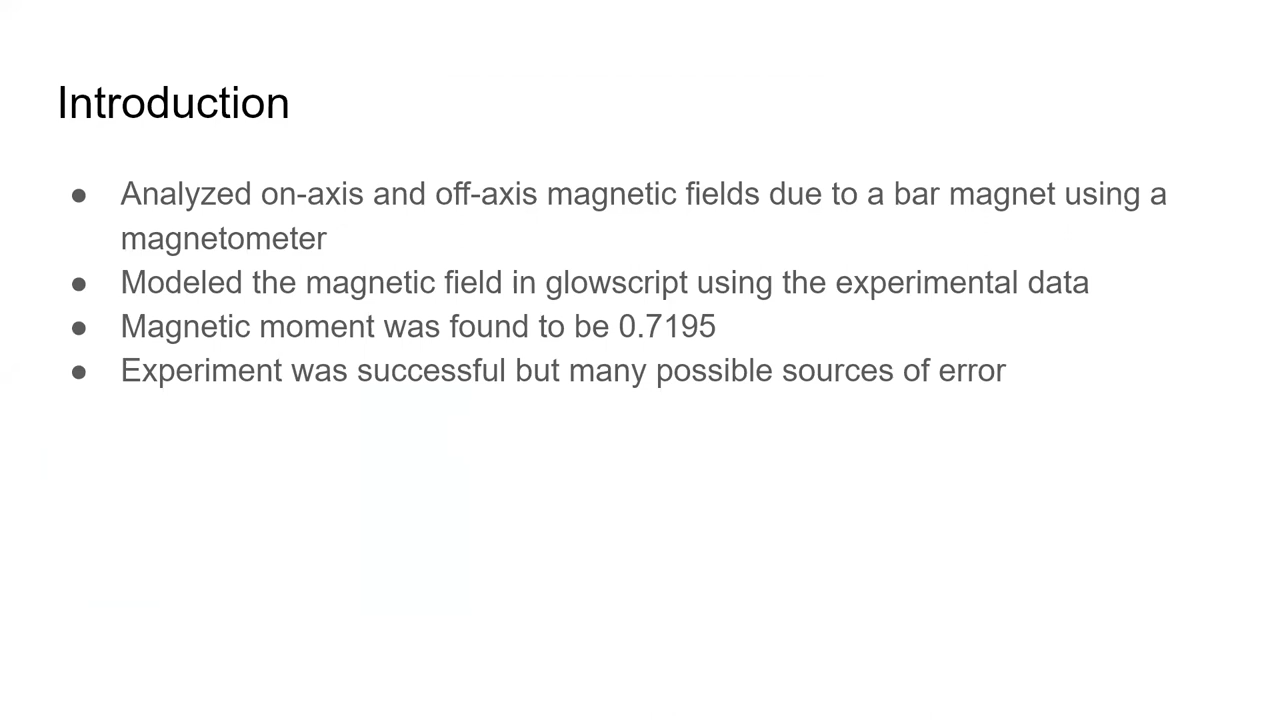 Introduction
● Analyzed on-axis and off-axis magnetic fields due to a bar magnet using a
magnetometer
● Modeled the magnetic field in glowscript using the experimental data
● Magnetic moment was found to be 0.7195
● Experiment was successful but many possible sources of error